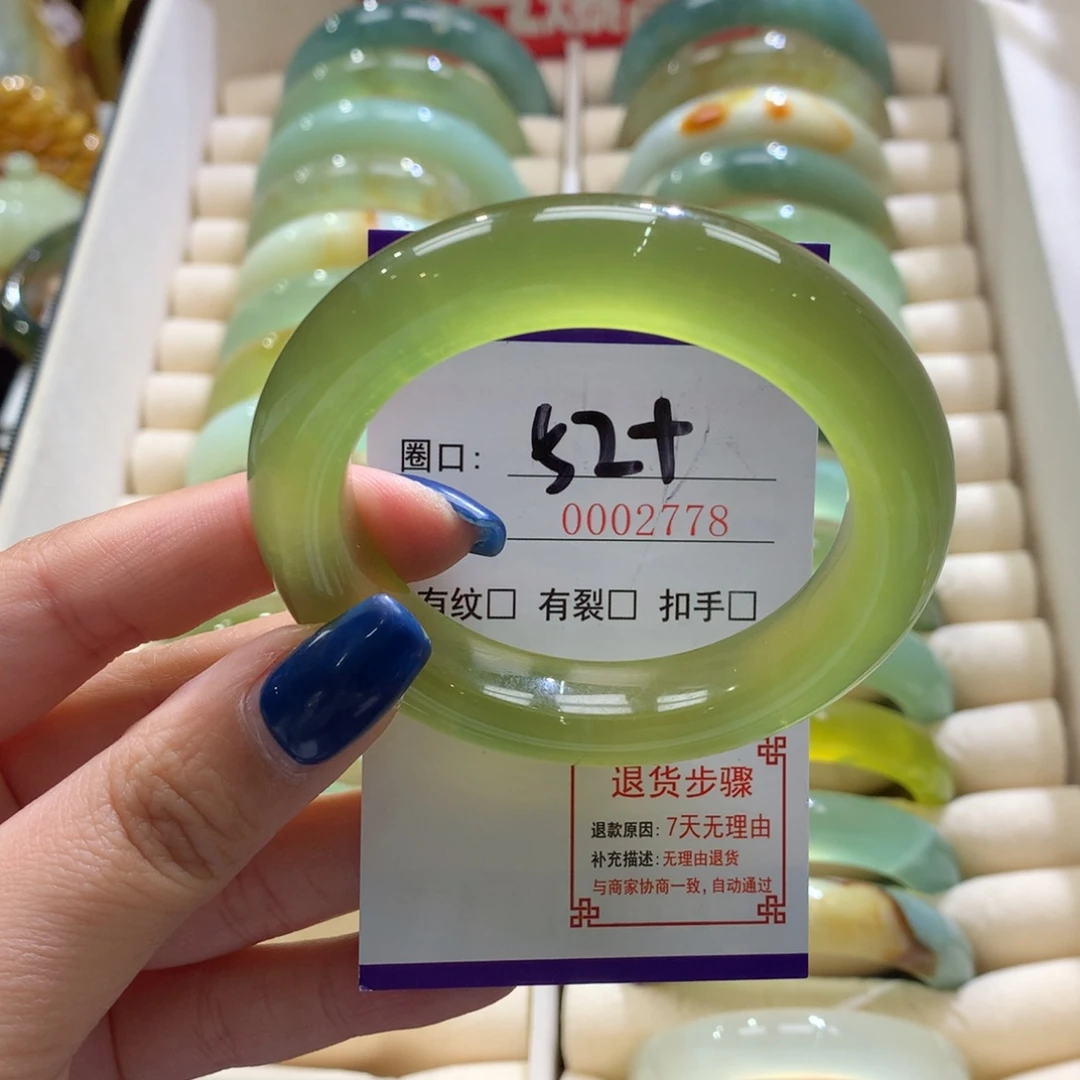 圈口: 52+
0002778
有纹□ 有裂□ 扣手□
退货步骤
退款原因: 7天无理由
补充描述: 无理由退货
与商家协商一致, 自动通过